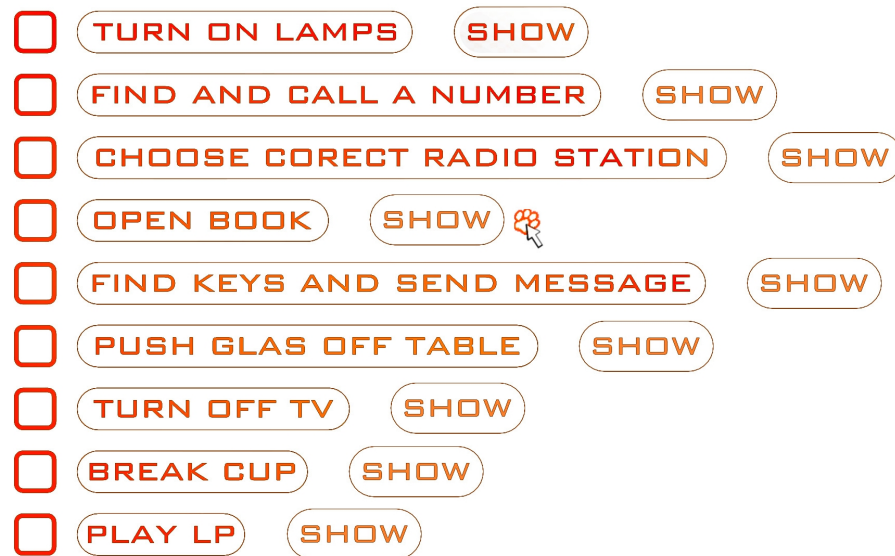 TURN ON LAMPS SHOW
FIND AND CALL A NUMBER SHOW
CHOOSE CORECT RADIO STATION SHOW
OPEN BOOK SHOW
FIND KEYS AND SEND MESSAGE SHOW
PUSH GLAS OFF TABLE SHOW
TURN OFF TV SHOW
BREAK CUP SHOW
PLAY LP SHOW